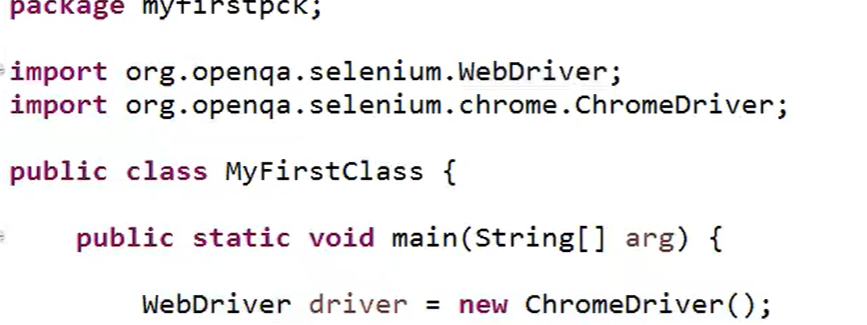 package myfirstpck;
import org.openqa.selenium.WebDriver;
import org.openqa.selenium.chrome.ChromeDriver;
public class MyFirstClass {
public static void main(String[] arg) {
WebDriver driver = new ChromeDriver();